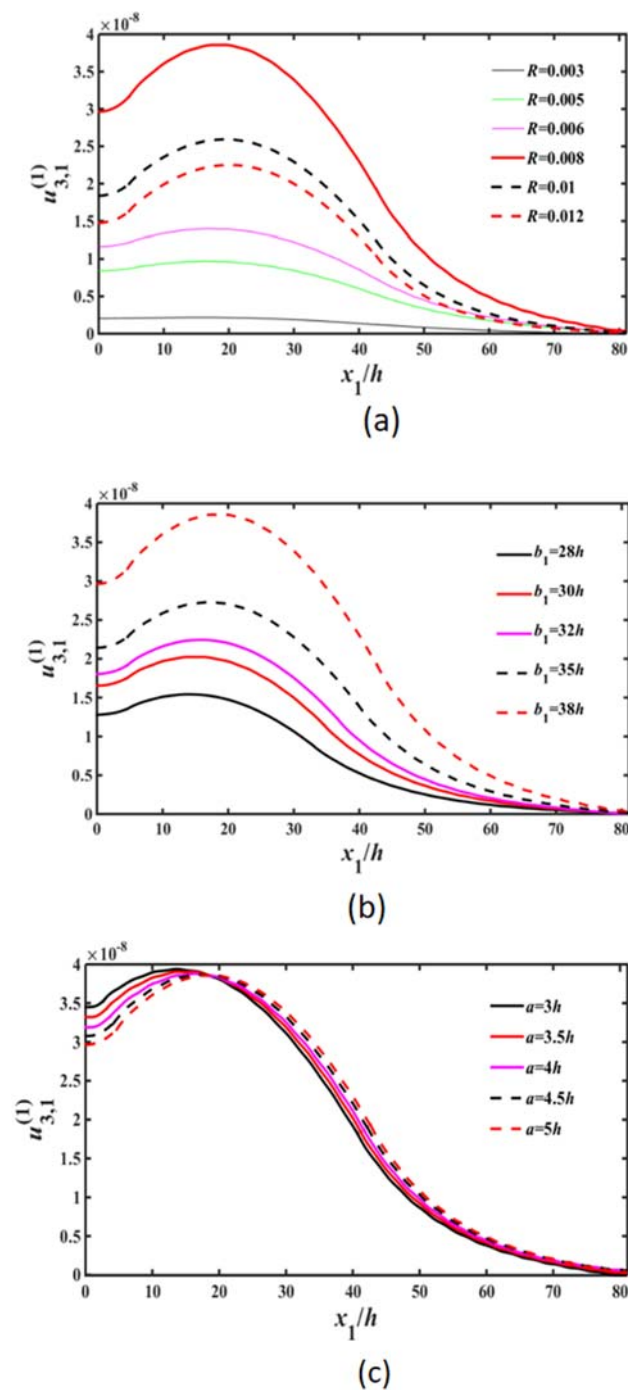 ×10⁻⁸
4
3.5
3
2.5
2
1.5
1
0.5
0
u₃,₁⁽¹⁾
R=0.003
R=0.005
R=0.006
R=0.008
R=0.01
R=0.012
0 10 20 30 40 50 60 70 80
x₁/h
(a)
×10⁻⁸
4
3.5
3
2.5
2
1.5
1
0.5
0
u₃,₁⁽¹⁾
b₁=28h
b₁=30h
b₁=32h
b₁=35h
b₁=38h
0 10 20 30 40 50 60 70 80
x₁/h
(b)
×10⁻⁸
4
3.5
3
2.5
2
1.5
1
0.5
0
u₃,₁⁽¹⁾
a=3h
a=3.5h
a=4h
a=4.5h
a=5h
0 10 20 30 40 50 60 70 80
x₁/h
(c)